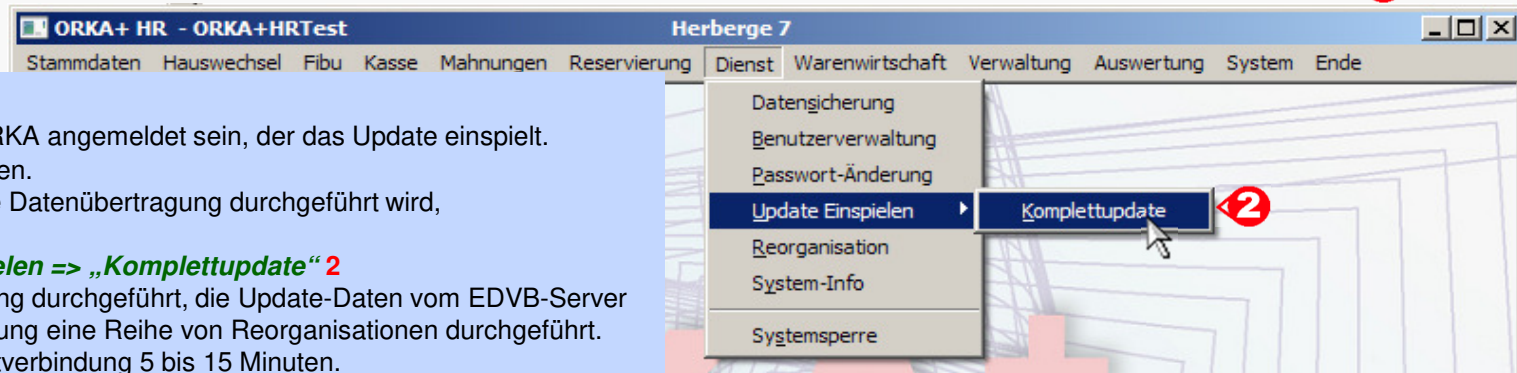 ORKA+ HR - ORKA+HRTest Herberge 7
Stammdaten Hauswechsel Fibu Kasse Mahnungen Reservierung Dienst Warenwirtschaft Verwaltung Auswertung System Ende
RKA angemeldet sein, der das Update einspielt.
en.
e Datenübertragung durchgeführt wird,
elen => „Komplettupdate“ 2
ng durchgeführt, die Update-Daten vom EDVB-Server
ung eine Reihe von Reorganisationen durchgeführt.
tverbindung 5 bis 15 Minuten.
Datensicherung
Benutzerverwaltung
Passwort-Änderung
Update Einspielen
Komplettupdate 2
Reorganisation
System-Info
Systemsperre